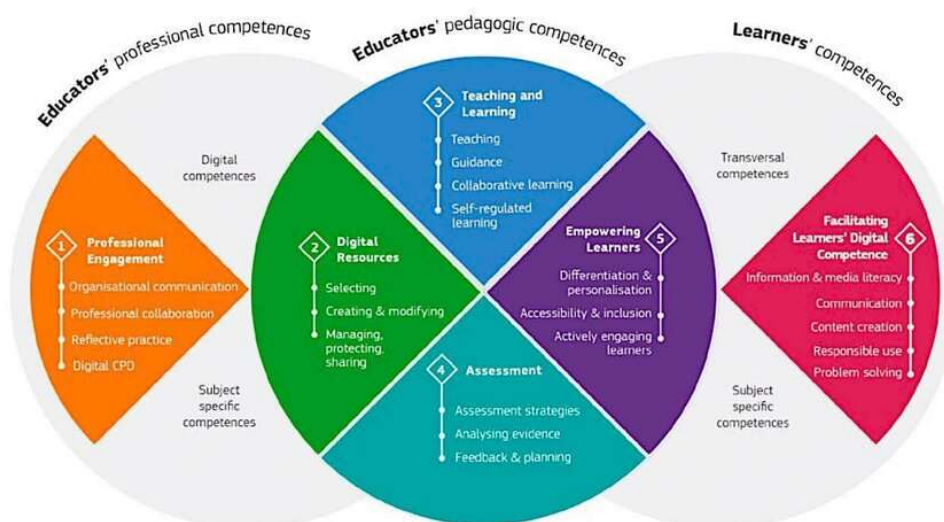 Educators' professional competences
Educators' pedagogic competences
Learners' competences
Digital
competences
Subject
specific
competences
1
Professional
Engagement
Organisational communication
Professional collaboration
Reflective practice
Digital CPD
2
Digital
Resources
Selecting
Creating & modifying
Managing,
protecting,
sharing
3
Teaching and
Learning
Teaching
Guidance
Collaborative learning
Self-regulated
learning
4
Assessment
Assessment strategies
Analysing evidence
Feedback & planning
5
Empowering
Learners
Differentiation &
personalisation
Accessibility & inclusion
Actively engaging
learners
Transversal
competences
Subject
specific
competences
6
Facilitating
Learners' Digital
Competence
Information & media literacy
Communication
Content creation
Responsible use
Problem solving